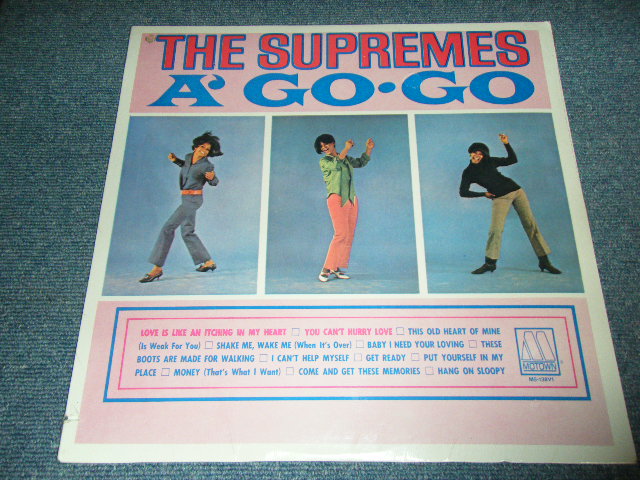 THE SUPREMES
A' GO•GO
LOVE IS LIKE AN ITCHING IN MY HEART □ YOU CAN'T HURRY LOVE □ THIS OLD HEART OF MINE
(Is Weak For You) □ SHAKE ME, WAKE ME (When It's Over) □ BABY I NEED YOUR LOVING □ THESE
BOOTS ARE MADE FOR WALKING □ I CAN'T HELP MYSELF □ GET READY □ PUT YOURSELF IN MY
PLACE □ MONEY (That's What I Want) □ COME AND GET THESE MEMORIES □ HANG ON SLOOPY
M
MOTOWN
M5-138V1